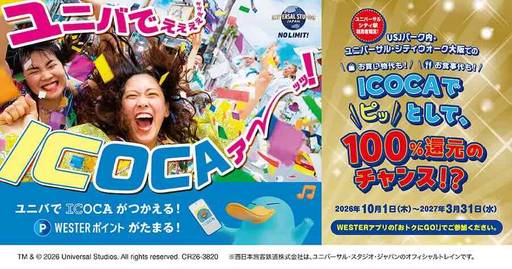 ユニバでぇぇぇぇ
UNIVERSAL STUDIOS
JAPAN
NO LIMIT!
ICOCAァーッッ!
ユニバでICOCAがつかえる!
P WESTERポイントがたまる!
ユニバーサル
シティ駅
USJパーク内、
ユニバーサル・シティウォーク大阪での
お買い物代も!
お食事代も!
ICOCAで
ピッとして、
100%還元の
チャンス!?
2026年10月1日(木)~2027年3月31日(水)
WESTERアプリの「おトクにGO!」でご参加ください。
TM & © 2026 Universal Studios. All rights reserved. CR26-3820
※西日本旅客鉄道株式会社は、ユニバーサル・スタジオ・ジャパンのオフィシャルトレインです。